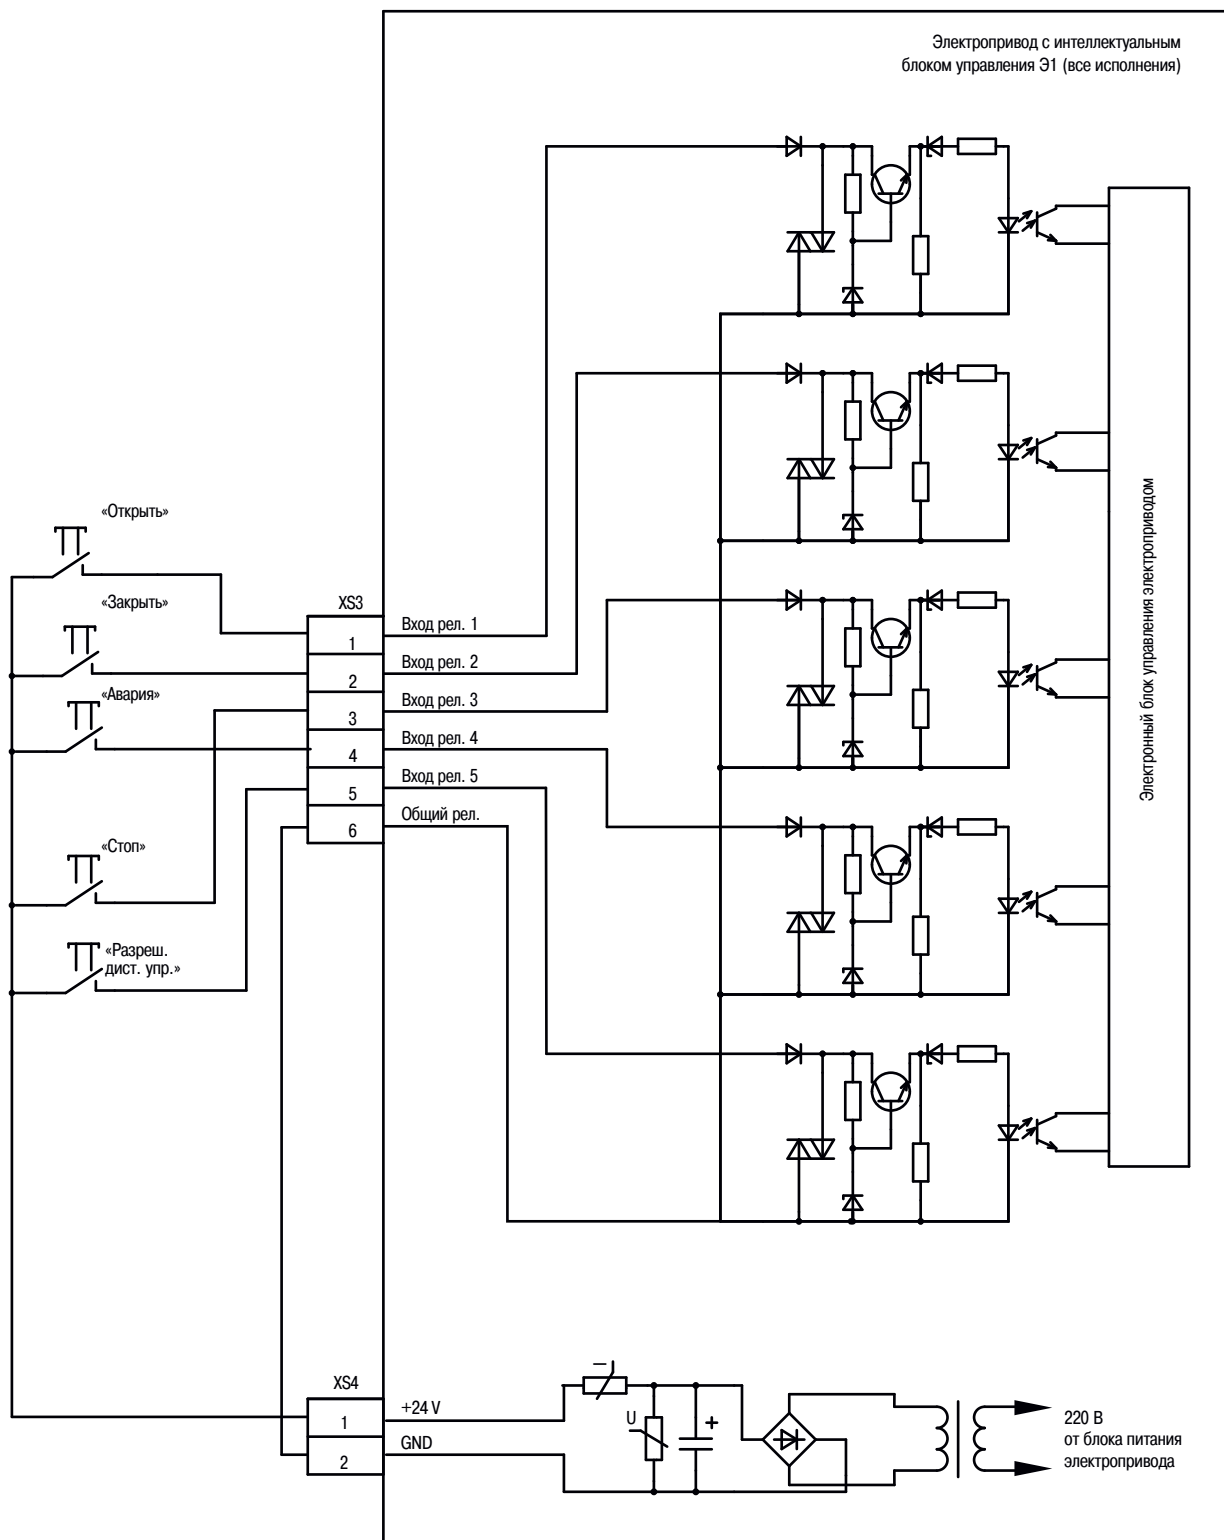 Электропривод с интеллектуальным
блоком управления Э1 (все исполнения)
«Открыть»
«Закрыть»
«Авария»
«Стоп»
«Разреш.
дист. упр.»
XS3
1
2
3
4
5
6
Вход рел. 1
Вход рел. 2
Вход рел. 3
Вход рел. 4
Вход рел. 5
Общий рел.
Электронный блок управления электроприводом
XS4
1
2
+24 V
GND
U
+
220 В
от блока питания
электропривода